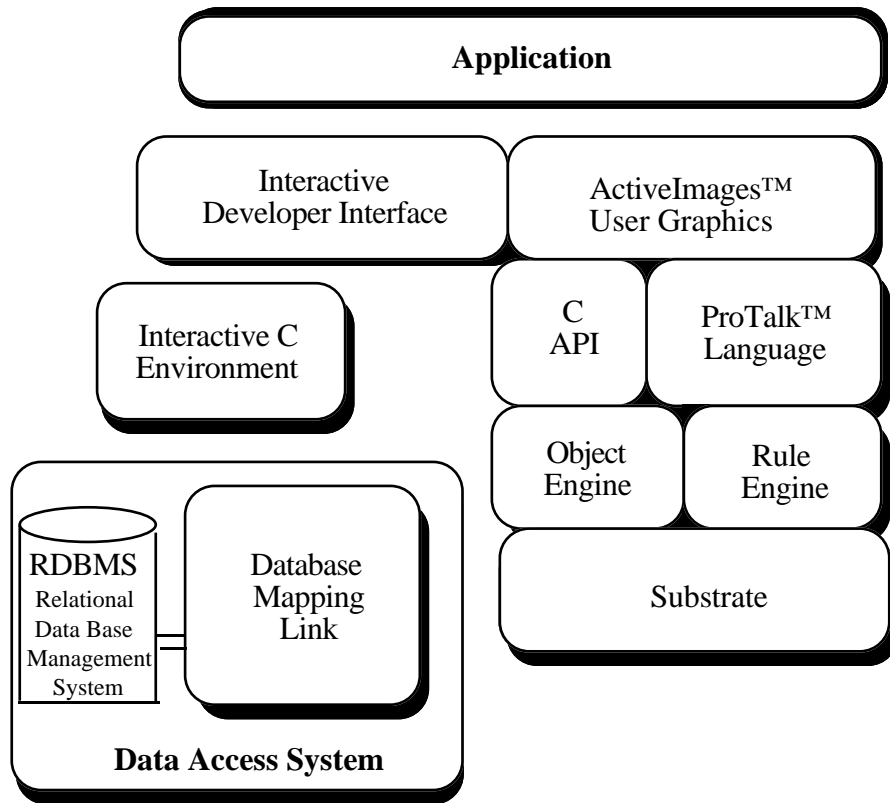 Application
Interactive
Developer Interface
ActiveImages™
User Graphics
Interactive C
Environment
C
API
ProTalk™
Language
Object
Engine
Rule
Engine
RDBMS
Relational
Data Base
Management
System
Database
Mapping
Link
Substrate
Data Access System